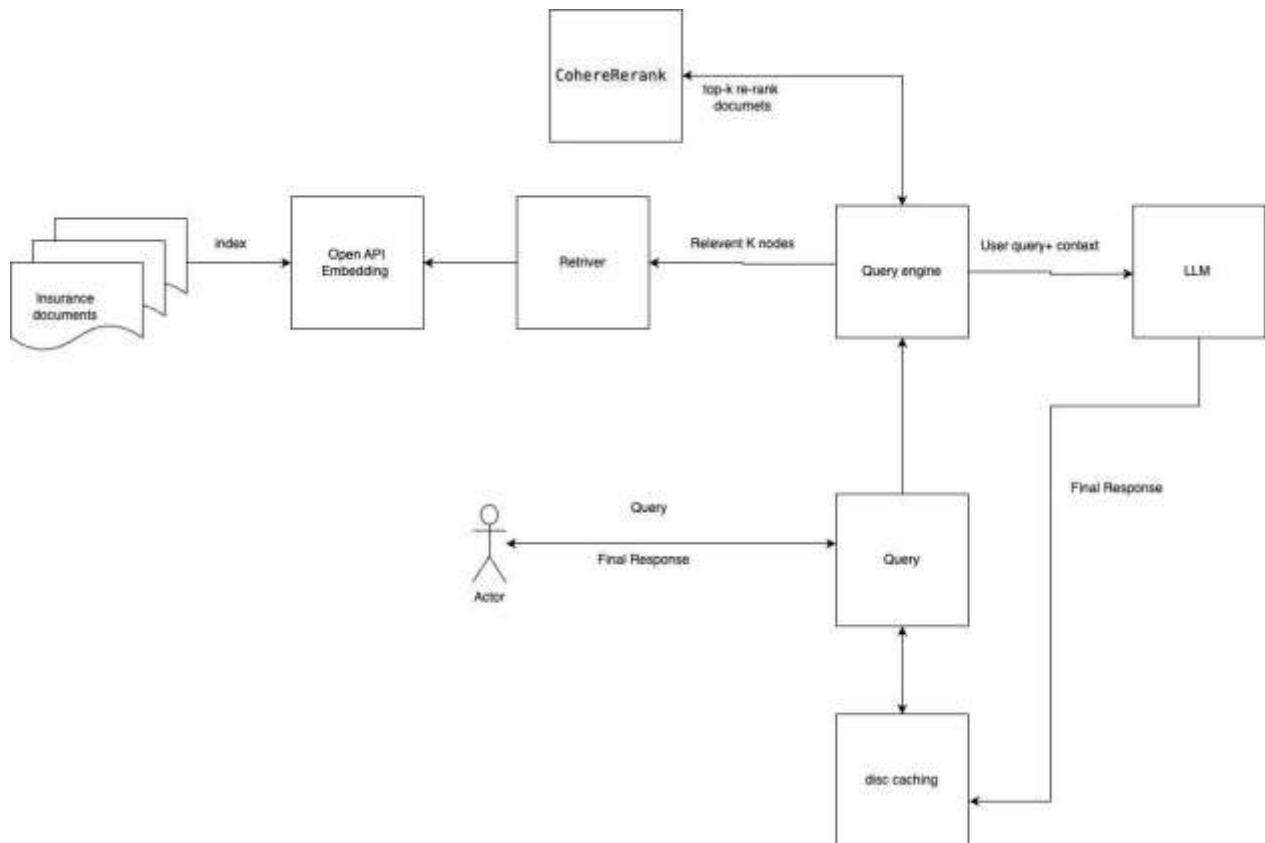 CohereRerank
top-k re-rank
documets
index
Open API
Embedding
Retriver
Relevent K nodes
Query engine
User query+ context
LLM
Insurance
documents
Final Response
Query
Final Response
Query
Actor
disc caching